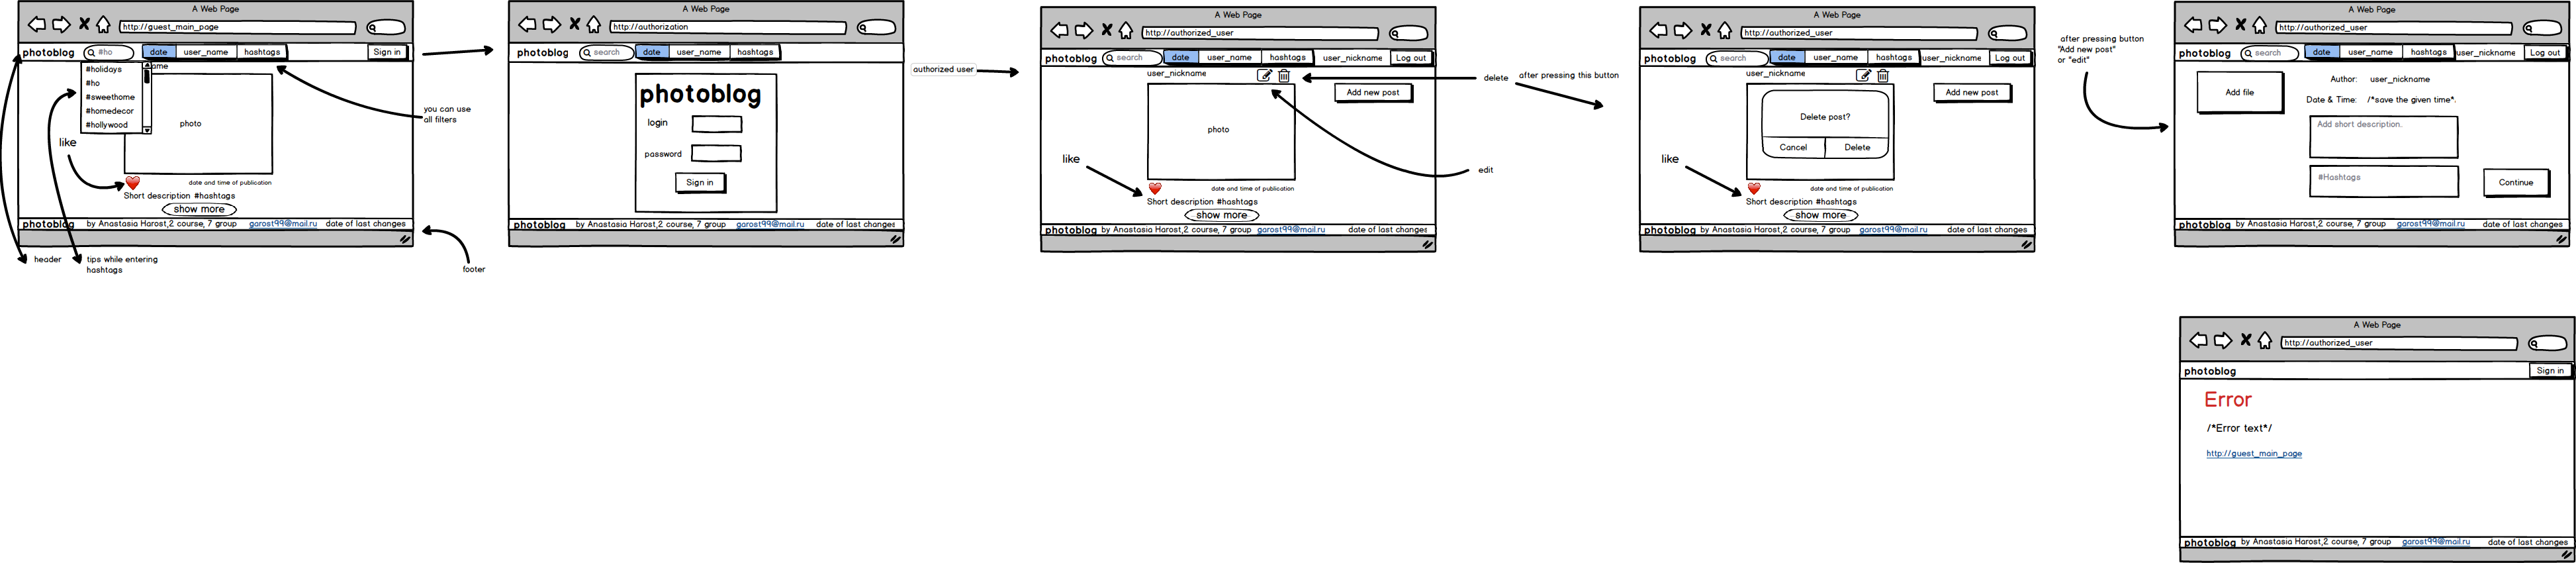 A Web Page
http://guest_main_page
photoblog
#ho
date
user_name
hashtags
Sign in
#holidays
#ho
#sweethome
#homedecor
#hollywood
ame
photo
like
date and time of publication
Short description #hashtags
show more
photoblog by Anastasia Harost,2 course, 7 group garost99@mail.ru date of last changes
header
tips while entering
hashtags
you can use
all filters
footer
A Web Page
http://authorization
photoblog
search
date
user_name
hashtags
photoblog
login
password
Sign in
photoblog by Anastasia Harost,2 course, 7 group garost99@mail.ru date of last changes
authorized user
A Web Page
http://authorized_user
photoblog
search
date
user_name
hashtags
user_nickname
Log out
user_nickname
Add new post
photo
like
date and time of publication
Short description #hashtags
show more
photoblog by Anastasia Harost,2 course, 7 group garost99@mail.ru date of last changes
delete
after pressing this button
edit
A Web Page
http://authorized_user
photoblog
search
date
user_name
hashtags
user_nickname
Log out
user_nickname
Add new post
Delete post?
Cancel
Delete
like
date and time of publication
Short description #hashtags
show more
photoblog by Anastasia Harost,2 course, 7 group garost99@mail.ru date of last changes
after pressing button
"Add new post"
or "edit"
A Web Page
http://authorized_user
photoblog
search
date
user_name
hashtags
user_nickname
Log out
Add file
Author: user_nickname
Date & Time: /*save the given time*.
Add short description.
#Hashtags
Continue
photoblog by Anastasia Harost,2 course, 7 group garost99@mail.ru date of last changes
A Web Page
http://authorized_user
photoblog
Sign in
Error
/*Error text*/
http://guest_main_page
photoblog by Anastasia Harost,2 course, 7 group garost99@mail.ru date of last changes